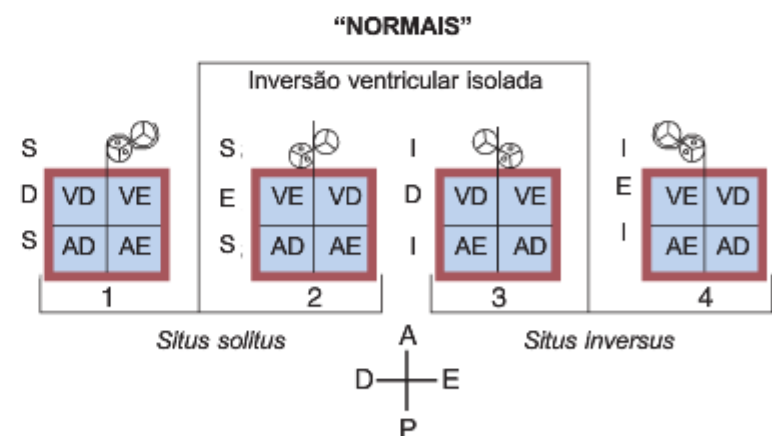 “NORMAIS”
Inversão ventricular isolada
S
D
S
VD VE
AD AE
1
S;
E
S;
VE VD
AD AE
2
I
D
I
VD VE
AE AD
3
I
E
I
VE VD
AE AD
4
Situs solitus
Situs inversus
A
D E
P